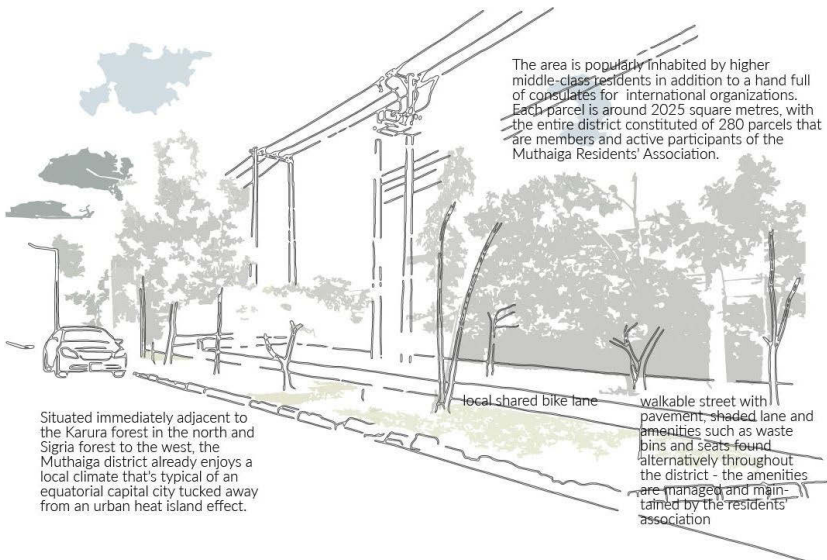 The area is popularly inhabited by higher
middle-class residents in addition to a hand full
of consulates for international organizations.
Each parcel is around 2025 square metres, with
the entire district constituted of 280 parcels that
are members and active participants of the
Muthaiga Residents' Association.
local shared bike lane
walkable street with
pavement, shaded lane and
amenities such as waste
bins and seats found
alternatively throughout
the district - the amenities
are managed and main-
tained by the residents'
association
Situated immediately adjacent to
the Karura forest in the north and
Sigria forest to the west, the
Muthaiga district already enjoys a
local climate that's typical of an
equatorial capital city tucked away
from an urban heat island effect.